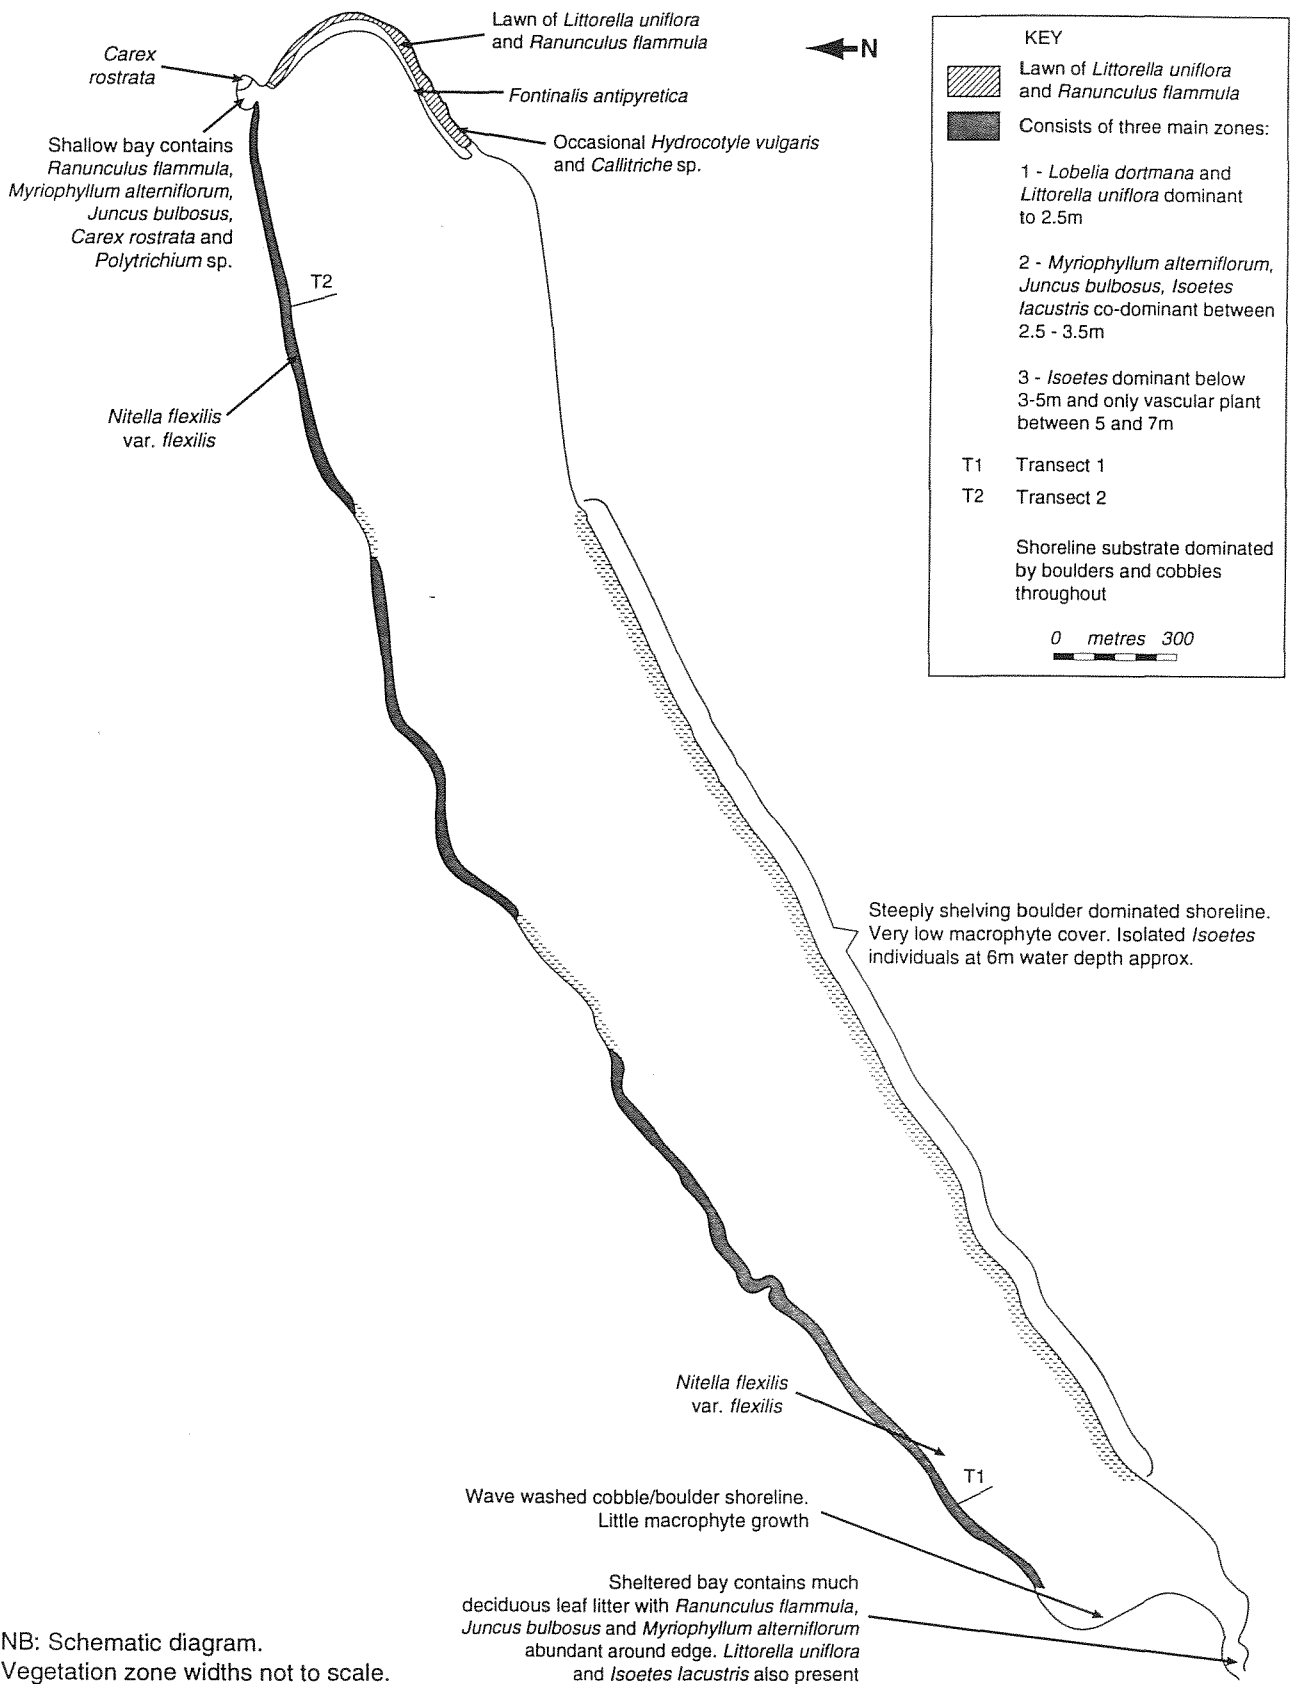 Carex
rostrata
Lawn of Littorella uniflora
and Ranunculus flammula
N
Fontinalis antipyretica
Occasional Hydrocotyle vulgaris
and Callitriche sp.
Shallow bay contains
Ranunculus flammula,
Myriophyllum alterniflorum,
Juncus bulbosus,
Carex rostrata and
Polytrichium sp.
T2
Nitella flexilis
var. flexilis
KEY
Lawn of Littorella uniflora
and Ranunculus flammula
Consists of three main zones:
1 - Lobelia dortmana and
Littorella uniflora dominant
to 2.5m
2 - Myriophyllum alterniflorum,
Juncus bulbosus, Isoetes
lacustris co-dominant between
2.5 - 3.5m
3 - Isoetes dominant below
3-5m and only vascular plant
between 5 and 7m
T1 Transect 1
T2 Transect 2
Shoreline substrate dominated
by boulders and cobbles
throughout
0 metres 300
Steeply shelving boulder dominated shoreline.
Very low macrophyte cover. Isolated Isoetes
individuals at 6m water depth approx.
Nitella flexilis
var. flexilis
T1
Wave washed cobble/boulder shoreline.
Little macrophyte growth
Sheltered bay contains much
deciduous leaf litter with Ranunculus flammula,
Juncus bulbosus and Myriophyllum alterniflorum
abundant around edge. Littorella uniflora
and Isoetes lacustris also present
NB: Schematic diagram.
Vegetation zone widths not to scale.